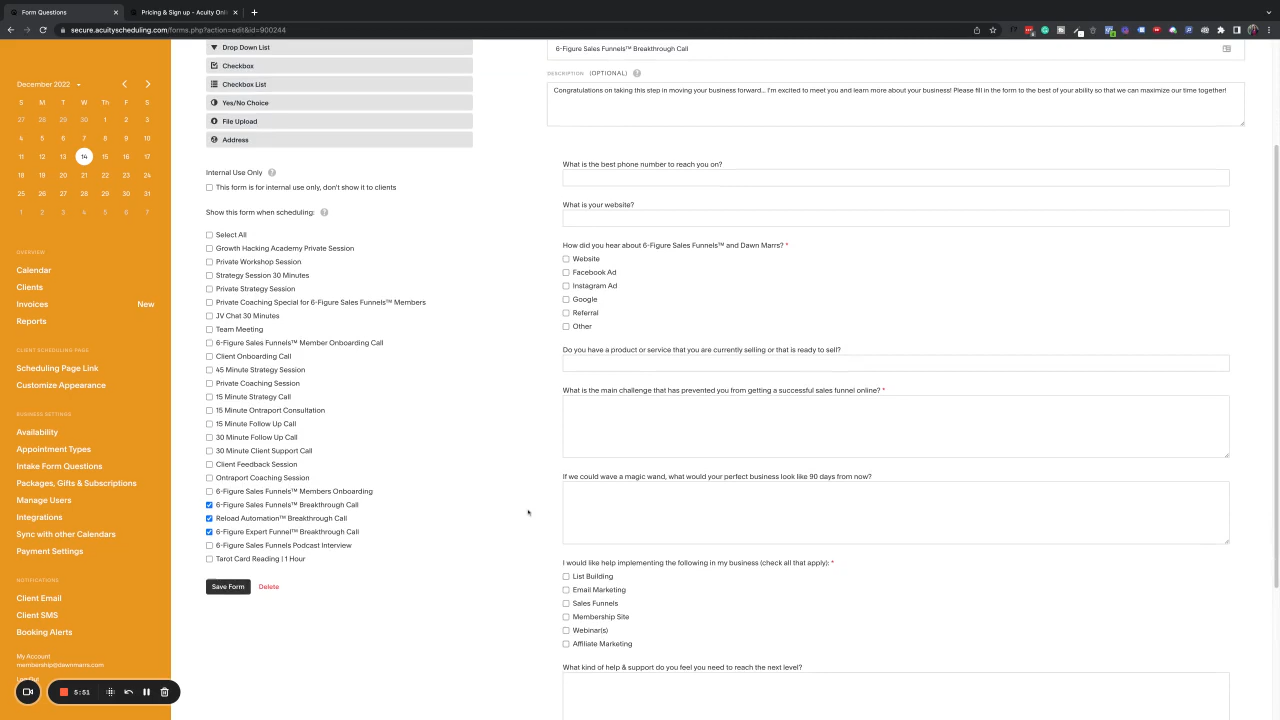 Form Questions
Pricing & Sign up - Acuity Onli
secure.acuityscheduling.com/forms.php?action=edit&id=900244
December 2022
S M T W Th F S
27 28 29 30 1 2 3
4 5 6 7 8 9 10
11 12 13 14 15 16 17
18 19 20 21 22 23 24
25 26 27 28 29 30 31
1 2 3 4 5 6 7
OVERVIEW
Calendar
Clients
Invoices New
Reports
CLIENT SCHEDULING PAGE
Scheduling Page Link
Customize Appearance
BUSINESS SETTINGS
Availability
Appointment Types
Intake Form Questions
Packages, Gifts & Subscriptions
Manage Users
Integrations
Sync with other Calendars
Payment Settings
NOTIFICATIONS
Client Email
Client SMS
Booking Alerts
My Account
membership@dawnmarrs.com
Log Out
5:51
Drop Down List
Checkbox
Checkbox List
Yes/No Choice
File Upload
Address
Internal Use Only ?
This form is for internal use only, don't show it to clients
Show this form when scheduling: ?
Select All
Growth Hacking Academy Private Session
Private Workshop Session
Strategy Session 30 Minutes
Private Strategy Session
Private Coaching Special for 6-Figure Sales Funnels™ Members
JV Chat 30 Minutes
Team Meeting
6-Figure Sales Funnels™ Member Onboarding Call
Client Onboarding Call
45 Minute Strategy Session
Private Coaching Session
15 Minute Strategy Call
15 Minute Ontraport Consultation
15 Minute Follow Up Call
30 Minute Follow Up Call
30 Minute Client Support Call
Client Feedback Session
Ontraport Coaching Session
6-Figure Sales Funnels™ Members Onboarding
6-Figure Sales Funnels™ Breakthrough Call
Reload Automation™ Breakthrough Call
6-Figure Expert Funnel™ Breakthrough Call
6-Figure Sales Funnels Podcast Interview
Tarot Card Reading | 1 Hour
Save Form Delete
6-Figure Sales Funnels™ Breakthrough Call
DESCRIPTION (OPTIONAL) ?
Congratulations on taking this step in moving your business forward... I'm excited to meet you and learn more about your business! Please fill in the form to the best of your ability so that we can maximize our time together!
What is the best phone number to reach you on?
What is your website?
How did you hear about 6-Figure Sales Funnels™ and Dawn Marrs? *
Website
Facebook Ad
Instagram Ad
Google
Referral
Other
Do you have a product or service that you are currently selling or that is ready to sell?
What is the main challenge that has prevented you from getting a successful sales funnel online? *
If we could wave a magic wand, what would your perfect business look like 90 days from now?
I would like help implementing the following in my business (check all that apply): *
List Building
Email Marketing
Sales Funnels
Membership Site
Webinar(s)
Affiliate Marketing
What kind of help & support do you feel you need to reach the next level?